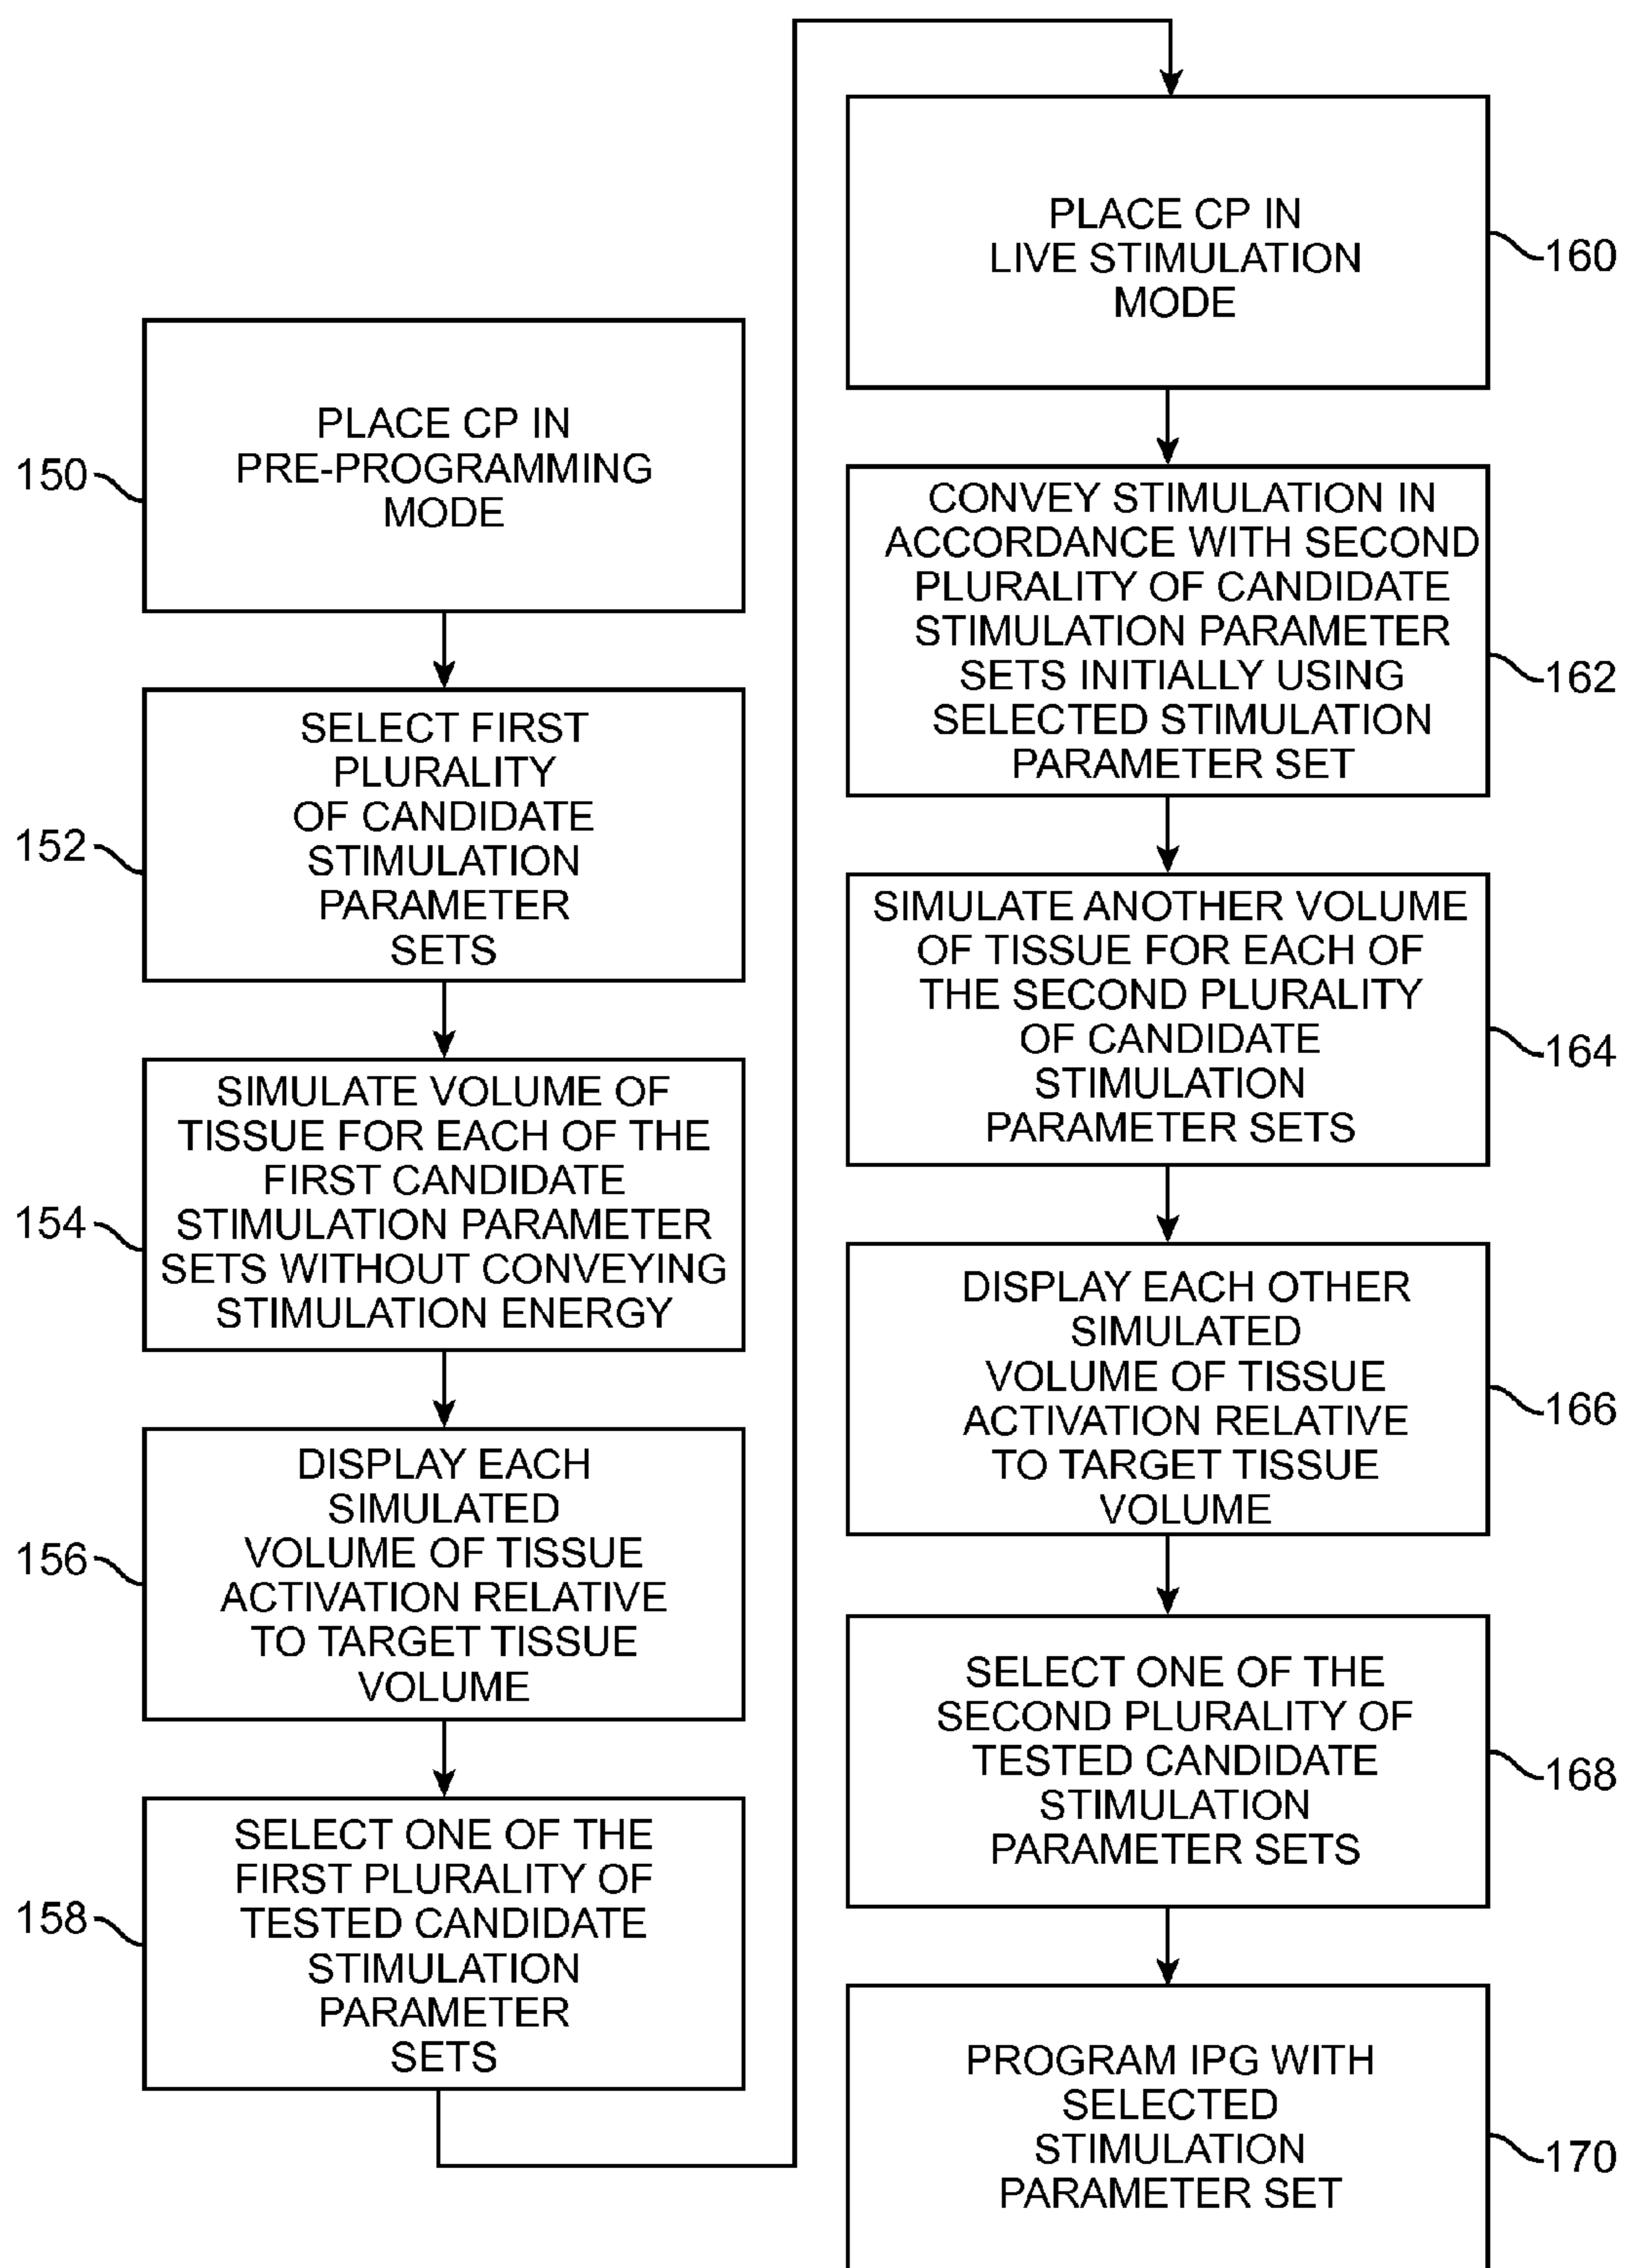 150
PLACE CP IN
PRE-PROGRAMMING
MODE
152
SELECT FIRST
PLURALITY
OF CANDIDATE
STIMULATION
PARAMETER
SETS
154
SIMULATE VOLUME OF
TISSUE FOR EACH OF THE
FIRST CANDIDATE
STIMULATION PARAMETER
SETS WITHOUT CONVEYING
STIMULATION ENERGY
156
DISPLAY EACH
SIMULATED
VOLUME OF TISSUE
ACTIVATION RELATIVE
TO TARGET TISSUE
VOLUME
158
SELECT ONE OF THE
FIRST PLURALITY OF
TESTED CANDIDATE
STIMULATION
PARAMETER
SETS
PLACE CP IN
LIVE STIMULATION
MODE
160
CONVEY STIMULATION IN
ACCORDANCE WITH SECOND
PLURALITY OF CANDIDATE
STIMULATION PARAMETER
SETS INITIALLY USING
SELECTED STIMULATION
PARAMETER SET
162
SIMULATE ANOTHER VOLUME
OF TISSUE FOR EACH OF
THE SECOND PLURALITY
OF CANDIDATE
STIMULATION
PARAMETER SETS
164
DISPLAY EACH OTHER
SIMULATED
VOLUME OF TISSUE
ACTIVATION RELATIVE
TO TARGET TISSUE
VOLUME
166
SELECT ONE OF THE
SECOND PLURALITY OF
TESTED CANDIDATE
STIMULATION
PARAMETER SETS
168
PROGRAM IPG WITH
SELECTED
STIMULATION
PARAMETER SET
170